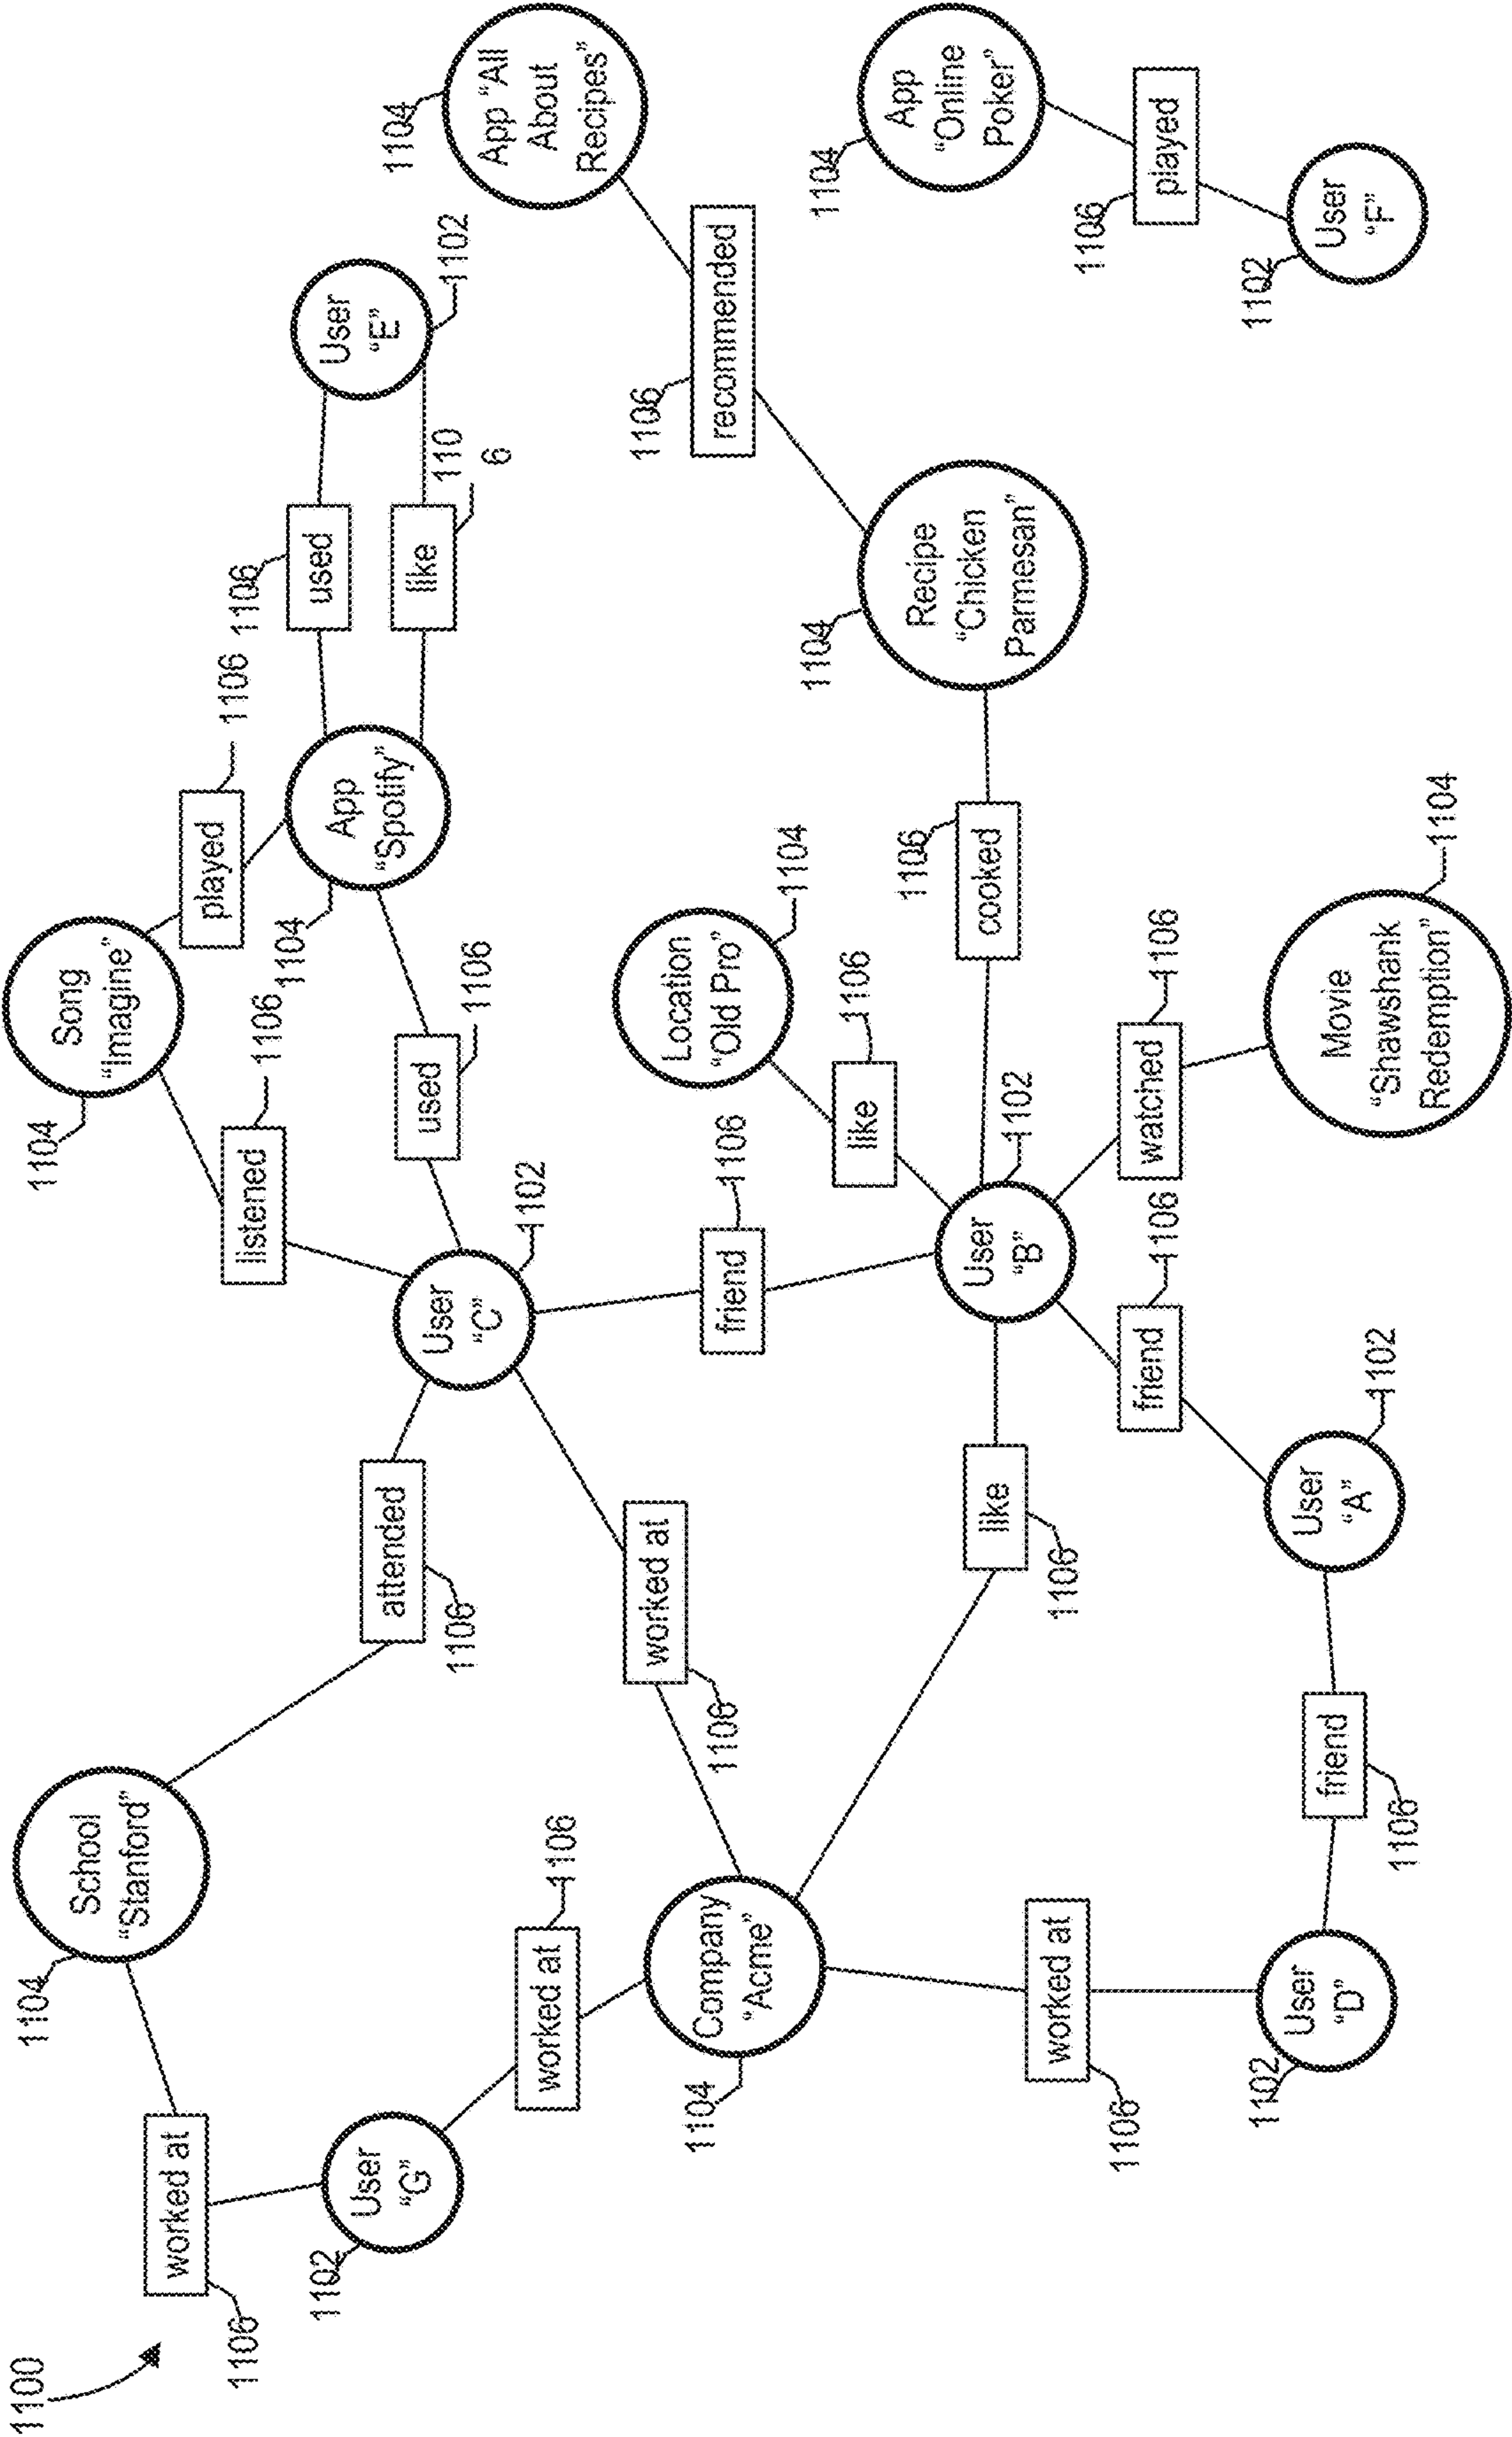 1100
1106
worked at
1104
School
“Stanford”
1104
Song
“Imagine”
1106
played
1106
listened
1106
attended
1106
1102
User
“G”
User
“C”
1102
1104
App
“Spotify”
1106
used
1106
like
110
6
User
“E”
1102
used
1106
worked at
1106
worked at
1106
1104
Company
“Acme”
friend
1106
Location
“Old Pro”
1104
like
1106
1104
App “All
About
Recipes”
recommended
1106
like
1106
User
“B”
1102
cooked
1106
1104
Recipe
“Chicken
Parmesan”
1104
App
“Online
Poker”
1106
played
1102
User
“F”
worked at
1106
1102
User
“D”
friend
1106
User
“A”
1102
friend
1106
watched
1106
Movie
“Shawshank
Redemption”
1104